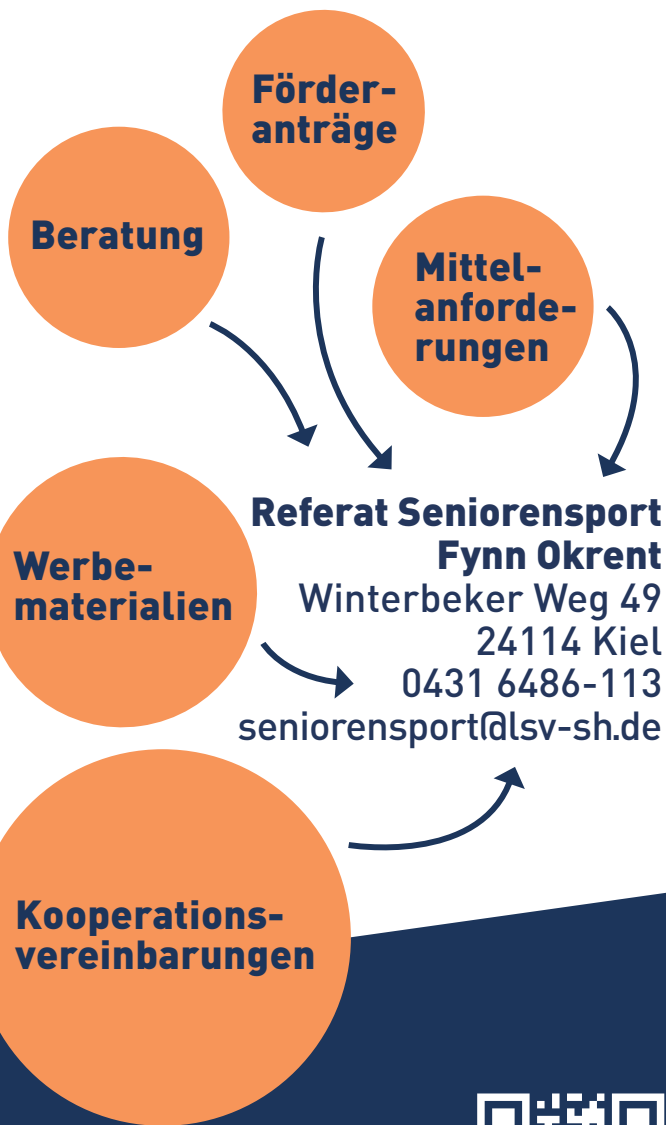 Förder-
anträge
Beratung
Mittel-
anforde-
rungen
Werbe-
materialien
Referat Seniorensport
Fynn Okrent
Winterbeker Weg 49
24114 Kiel
0431 6486-113
seniorensport@lsv-sh.de
Kooperations-
vereinbarungen